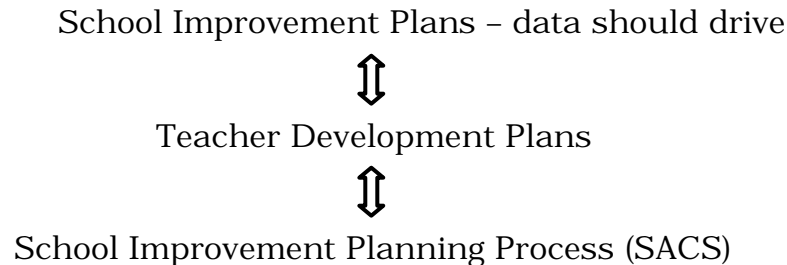 School Improvement Plans – data should drive
Teacher Development Plans
School Improvement Planning Process (SACS)